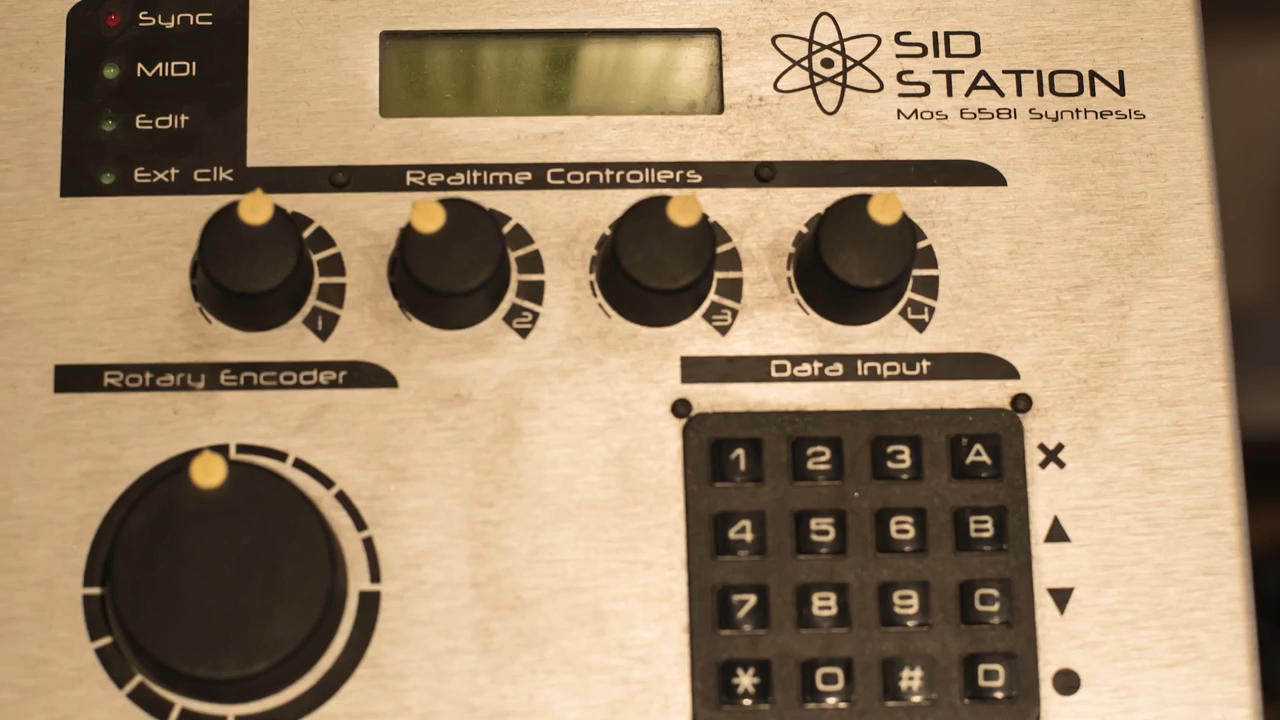 Sync
MIDI
Edit
Ext clk
SID
STATION
Mos 6581 Synthesis
Realtime Controllers
1
2
3
4
Rotary Encoder
Data Input
1 2 3 A
4 5 6 B
7 8 9 C
* 0 # D